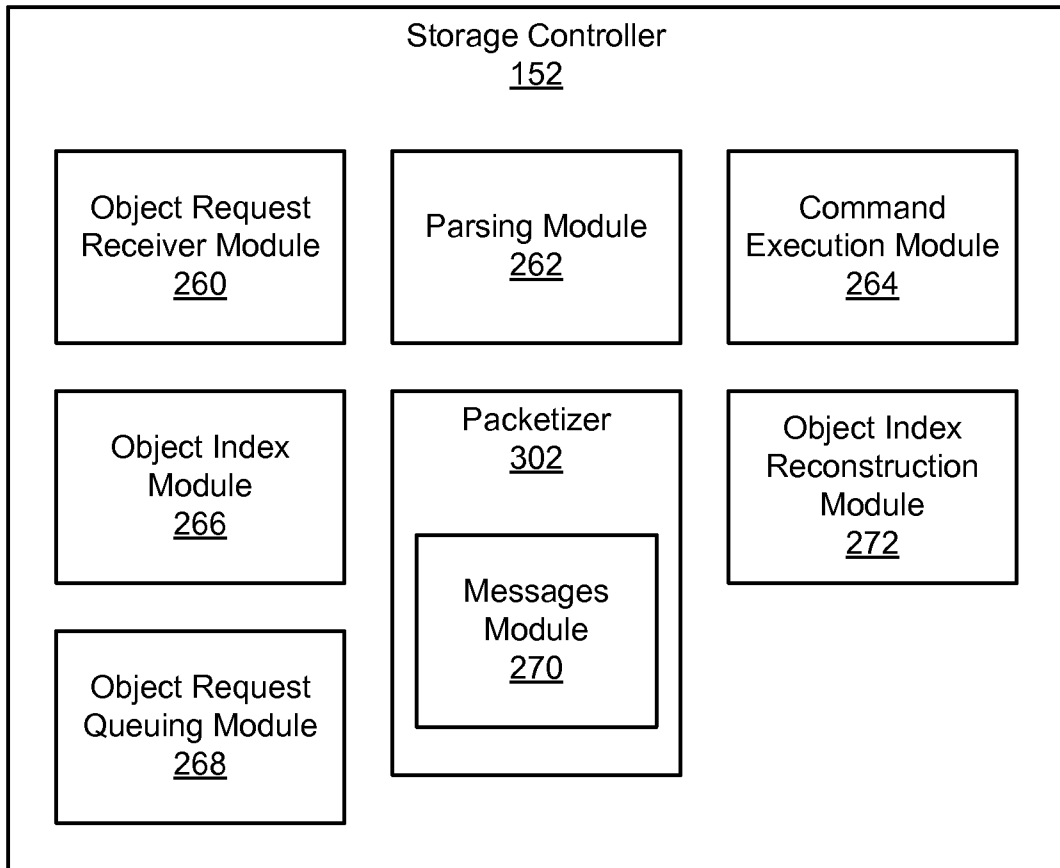 Storage Controller
152
Object Request
Receiver Module
260
Parsing Module
262
Command
Execution Module
264
Object Index
Module
266
Packetizer
302
Messages
Module
270
Object Index
Reconstruction
Module
272
Object Request
Queuing Module
268